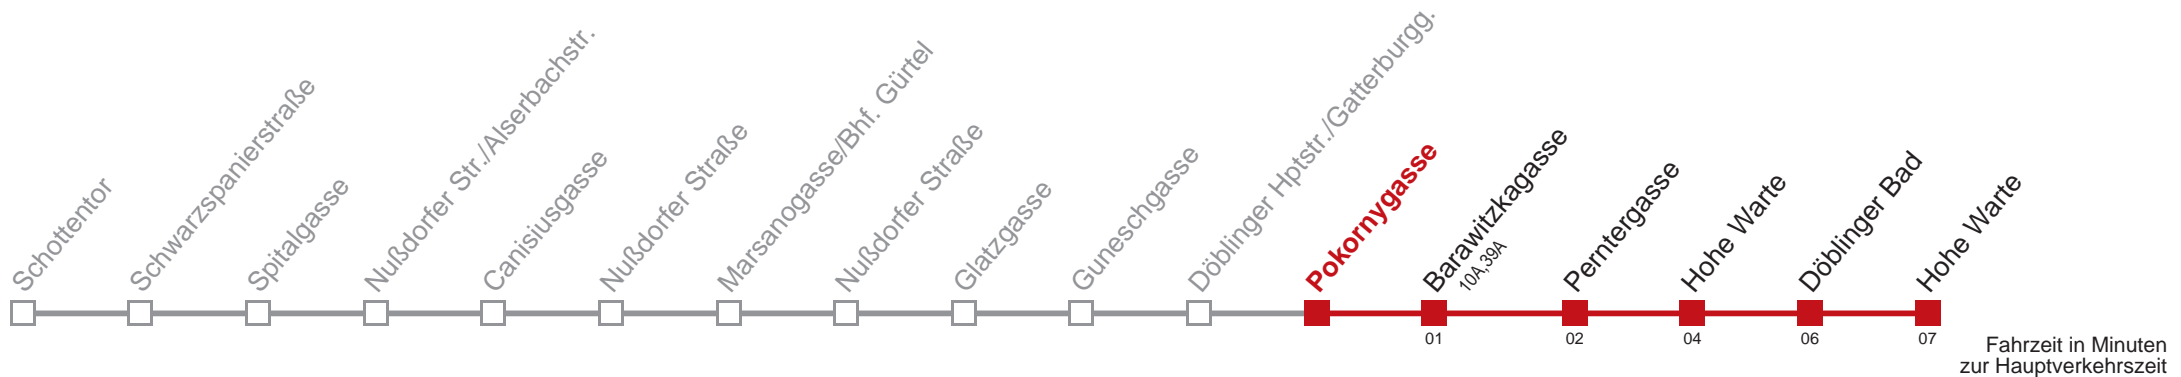 Schottentor
Schwarzspanierstraße
Spitalgasse
Nußdorfer Str./Alserbachstr.
Canisiusgasse
Nußdorfer Straße
Marsanogasse/Bhf. Gürtel
Nußdorfer Straße
Glatzgasse
Guneschgasse
Döblinger Hptstr./Gatterburgg.
Pokornygasse
Barawitzkagasse
10A,39A
Perntergasse
Hohe Warte
Döblinger Bad
Hohe Warte
01
02
04
06
07
Fahrzeit in Minuten
zur Hauptverkehrszeit